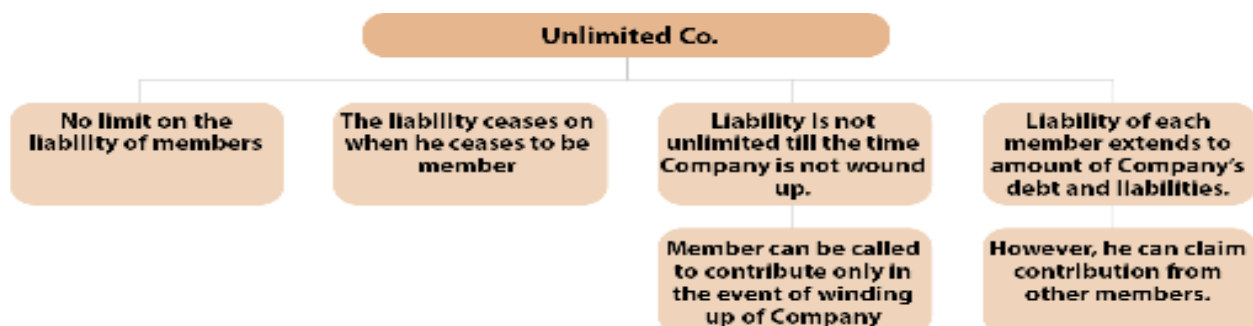 Unlimited Co.
No limit on the
liability of members
The liability ceases on
when he ceases to be
member
Liability is not
unlimited till the time
Company is not wound
up.
Liability of each
member extends to
amount of Company's
debt and liabilities.
Member can be called
to contribute only in
the event of winding
up of Company
However, he can claim
contribution from
other members.